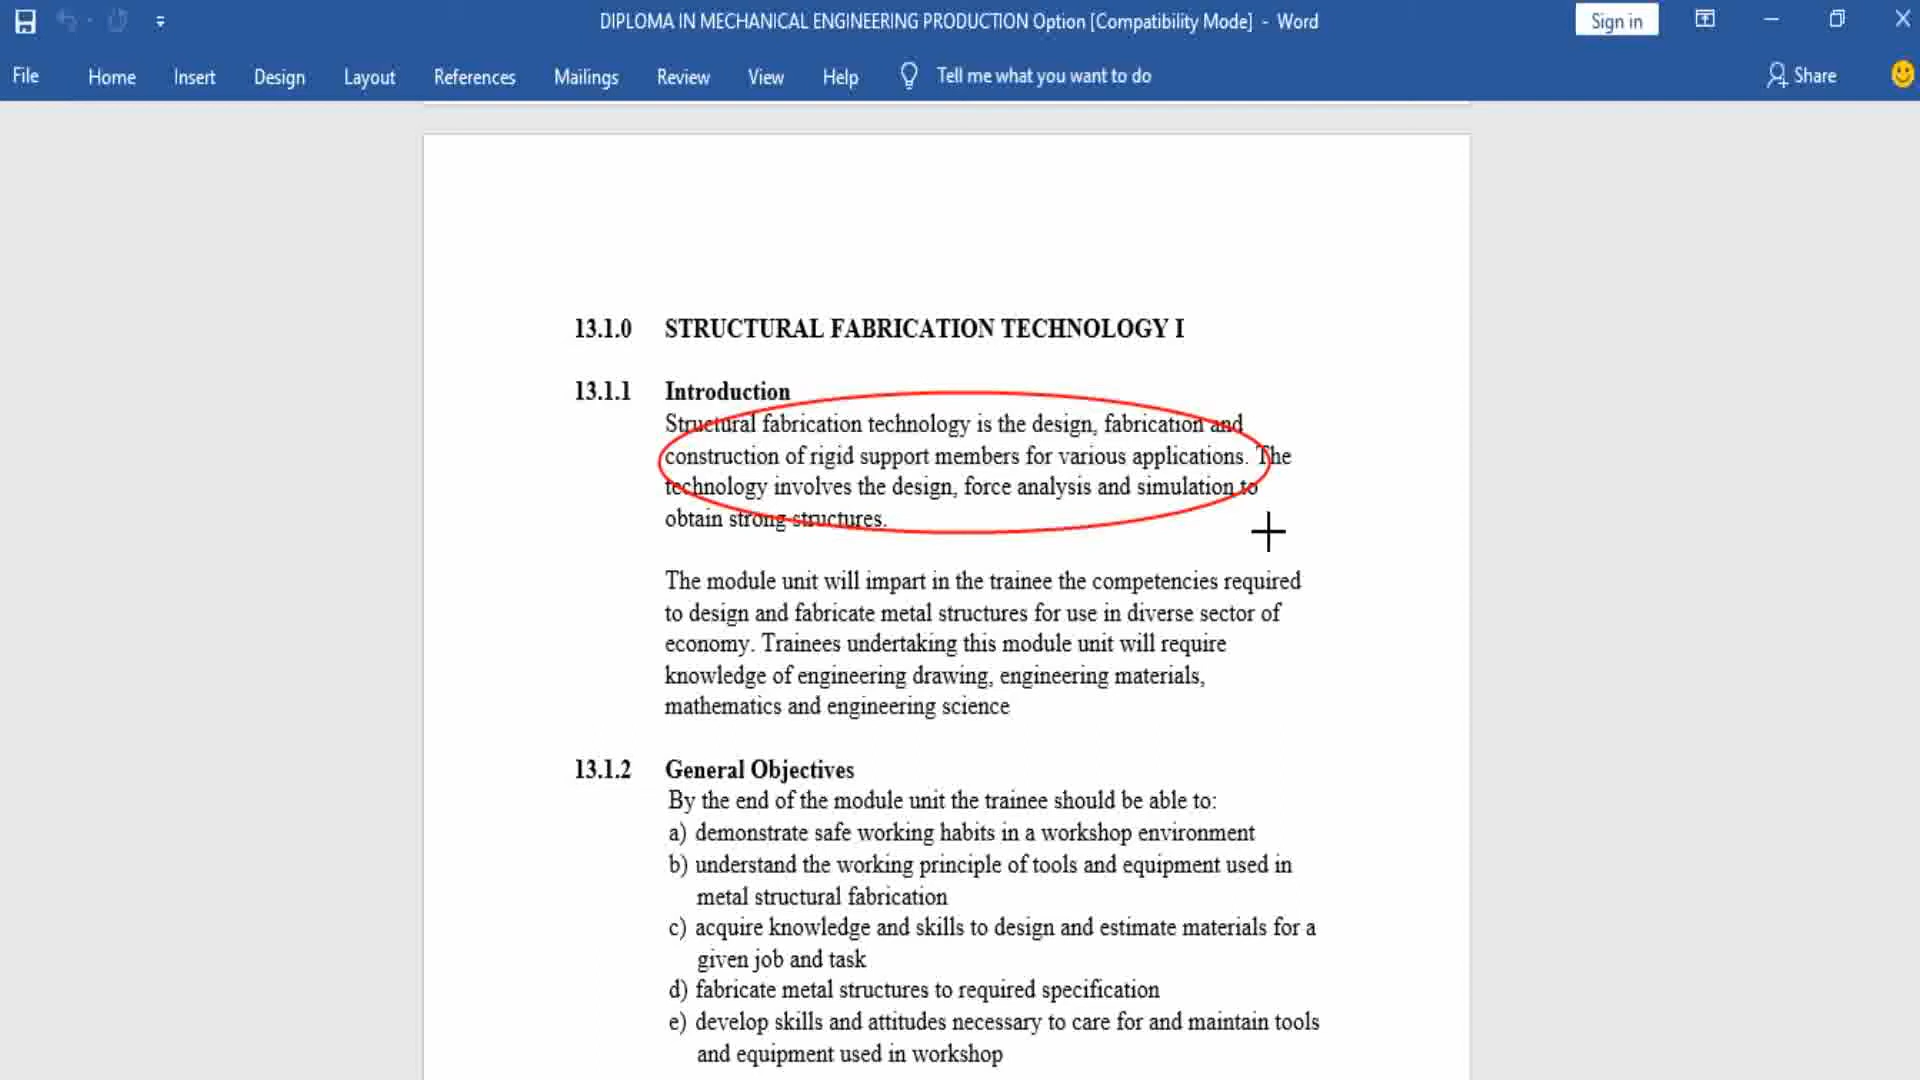 DIPLOMA IN MECHANICAL ENGINEERING PRODUCTION Option [Compatibility Mode] - Word
Sign in
File Home Insert Design Layout References Mailings Review View Help Tell me what you want to do Share
13.1.0 STRUCTURAL FABRICATION TECHNOLOGY I
13.1.1 Introduction
Structural fabrication technology is the design, fabrication and
construction of rigid support members for various applications. The
technology involves the design, force analysis and simulation to
obtain strong structures.
The module unit will impart in the trainee the competencies required
to design and fabricate metal structures for use in diverse sector of
economy. Trainees undertaking this module unit will require
knowledge of engineering drawing, engineering materials,
mathematics and engineering science
13.1.2 General Objectives
By the end of the module unit the trainee should be able to:
a) demonstrate safe working habits in a workshop environment
b) understand the working principle of tools and equipment used in
metal structural fabrication
c) acquire knowledge and skills to design and estimate materials for a
given job and task
d) fabricate metal structures to required specification
e) develop skills and attitudes necessary to care for and maintain tools
and equipment used in workshop